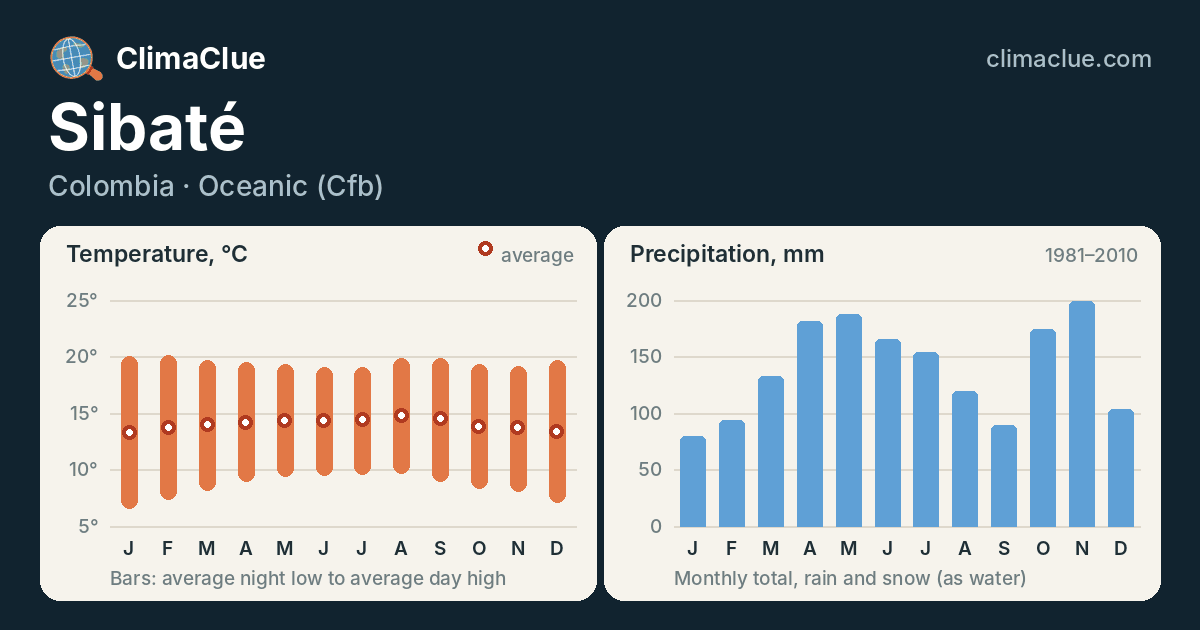 ClimaClue
climaclue.com
Sibaté
Colombia · Oceanic (Cfb)
Temperature, °C
average
25°
20°
15°
10°
5°
J F M A M J J A S O N D
Bars: average night low to average day high
Precipitation, mm
1981–2010
200
150
100
50
0
J F M A M J J A S O N D
Monthly total, rain and snow (as water)